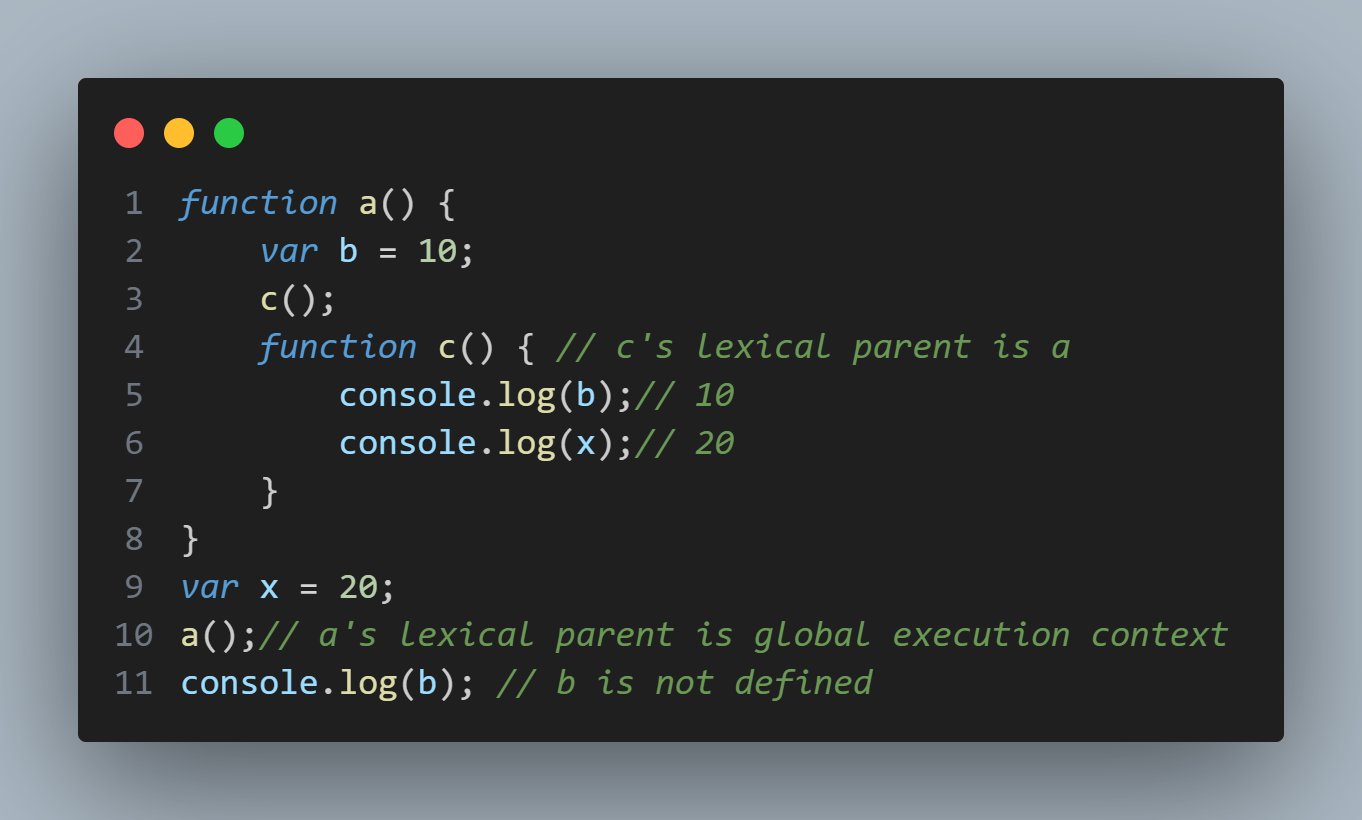 1 function a() {
2     var b = 10;
3     c();
4     function c() { // c's lexical parent is a
5         console.log(b);// 10
6         console.log(x);// 20
7     }
8 }
9 var x = 20;
10 a();// a's lexical parent is global execution context
11 console.log(b); // b is not defined